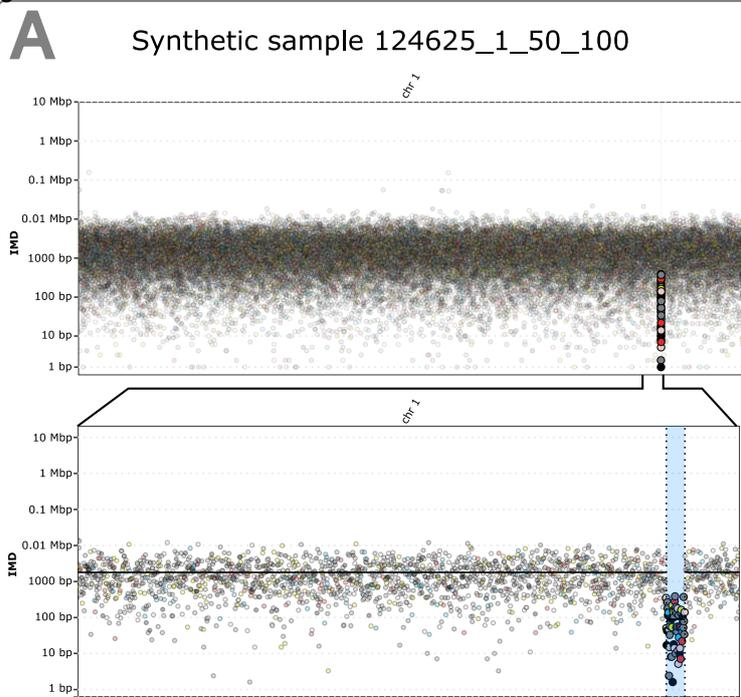 A
Synthetic sample 124625_1_50_100
chr 1
10 Mbp
1 Mbp
0.1 Mbp
0.01 Mbp
1000 bp
100 bp
10 bp
1 bp
IMD
chr 1
10 Mbp
1 Mbp
0.1 Mbp
0.01 Mbp
1000 bp
100 bp
10 bp
1 bp
IMD